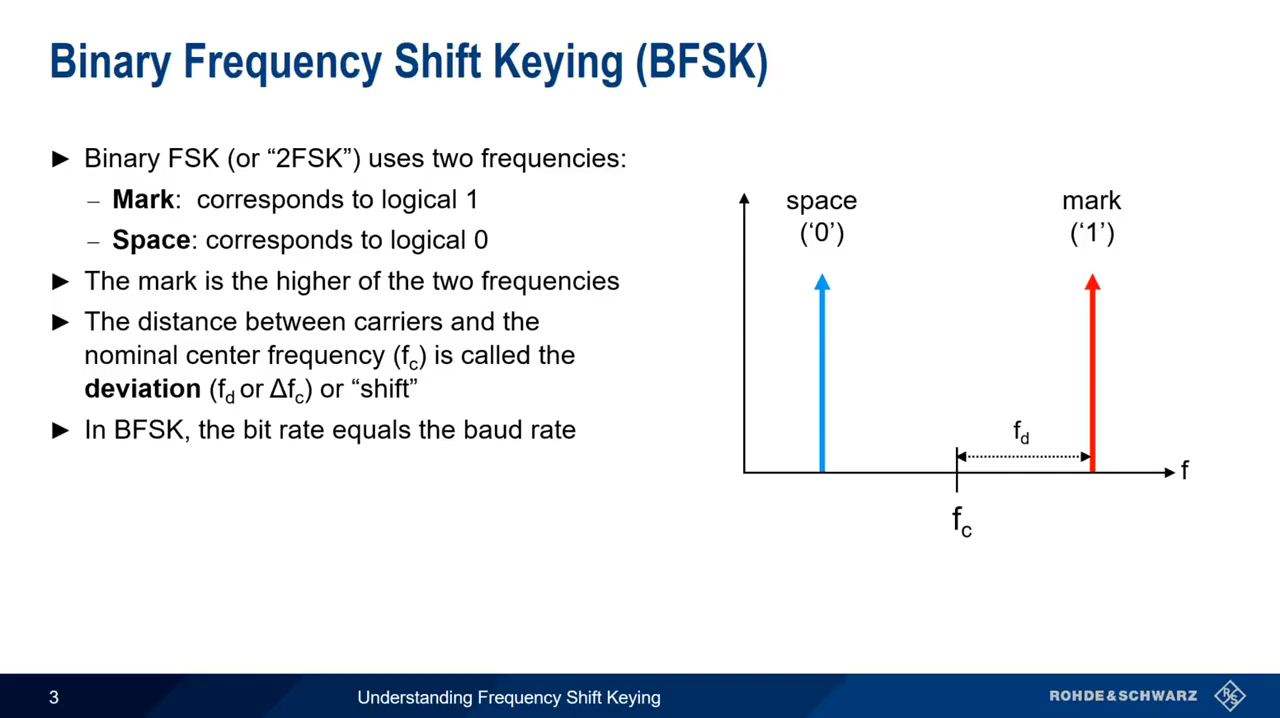 Binary Frequency Shift Keying (BFSK)
► Binary FSK (or “2FSK”) uses two frequencies:
– Mark: corresponds to logical 1
– Space: corresponds to logical 0
► The mark is the higher of the two frequencies
► The distance between carriers and the
nominal center frequency (fc) is called the
deviation (fd or Δfc) or “shift”
► In BFSK, the bit rate equals the baud rate
space
(‘0’)
mark
(‘1’)
fd
f
fc
3
Understanding Frequency Shift Keying
ROHDE & SCHWARZ
R S